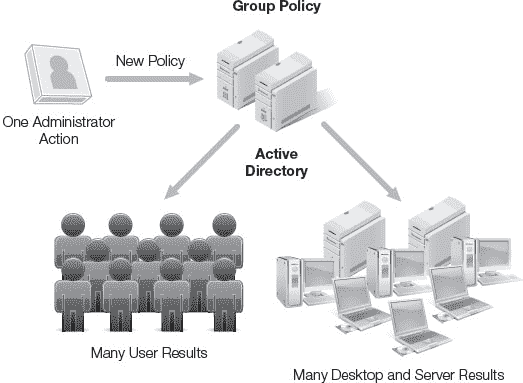 Group Policy
New Policy
One Administrator
Action
Active
Directory
Many User Results
Many Desktop and Server Results